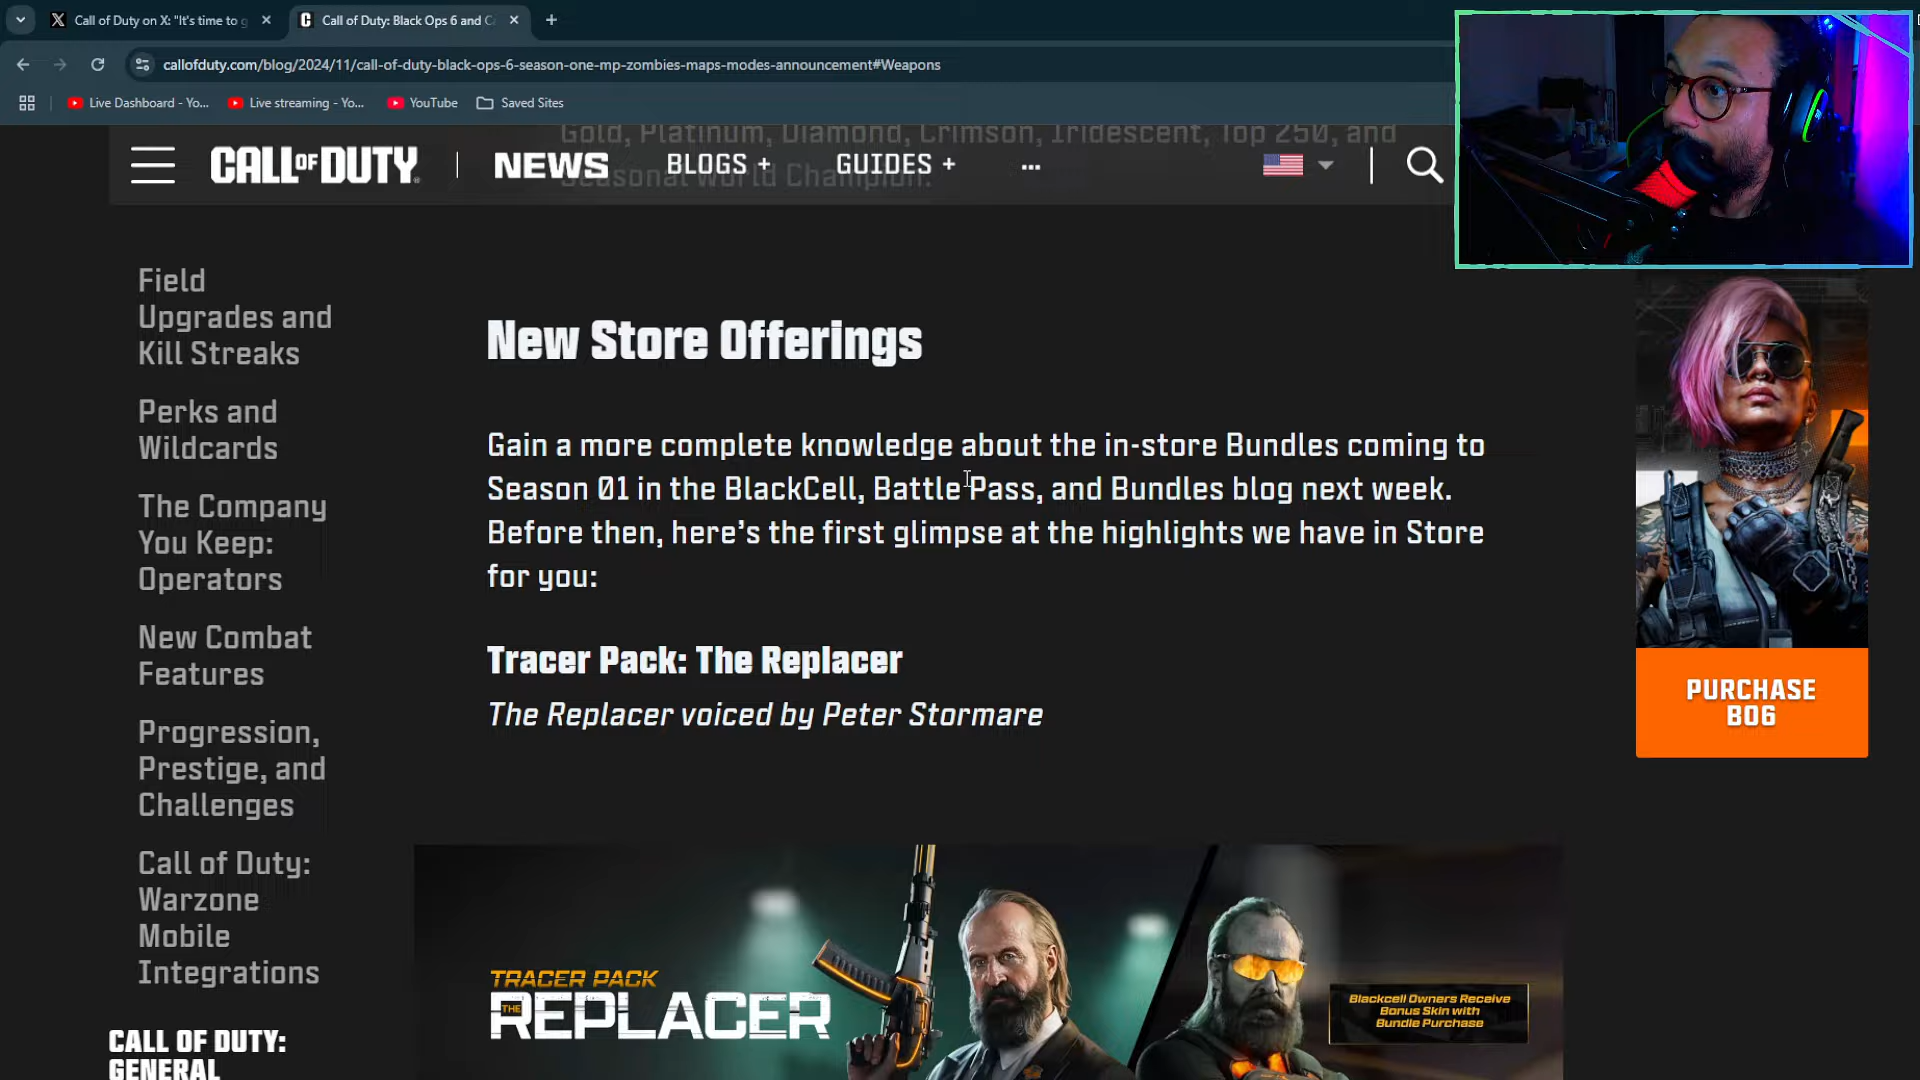 Call of Duty on X: "It's time to g
Call of Duty: Black Ops 6 and C
callofduty.com/blog/2024/11/call-of-duty-black-ops-6-season-one-mp-zombies-maps-modes-announcement#Weapons
Live Dashboard - Yo...
Live streaming - Yo...
YouTube
Saved Sites
Gold, Platinum, Diamond, Crimson, Iridescent, Top 250, and
Seasonal World Champion.
CALL OF DUTY
NEWS
BLOGS +
GUIDES +
...
Field
Upgrades and
Kill Streaks
Perks and
Wildcards
The Company
You Keep:
Operators
New Combat
Features
Progression,
Prestige, and
Challenges
Call of Duty:
Warzone
Mobile
Integrations
CALL OF DUTY:
GENERAL
New Store Offerings
Gain a more complete knowledge about the in-store Bundles coming to
Season 01 in the BlackCell, Battle Pass, and Bundles blog next week.
Before then, here's the first glimpse at the highlights we have in Store
for you:
Tracer Pack: The Replacer
The Replacer voiced by Peter Stormare
TRACER PACK
THE REPLACER
Blackcell Owners Receive
Bonus Skin with
Bundle Purchase
PURCHASE
BO6